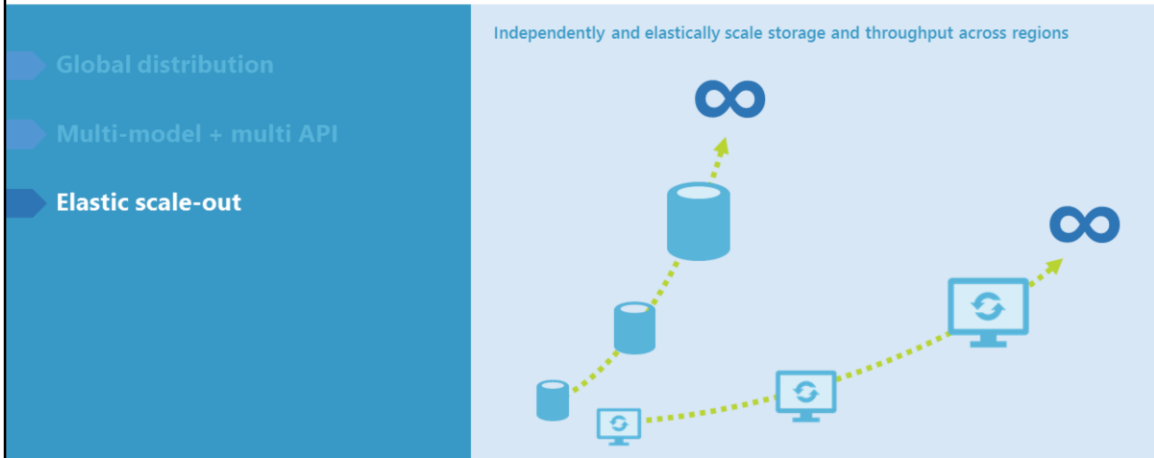 Global distribution
Multi-model + multi API
Elastic scale-out
Independently and elastically scale storage and throughput across regions